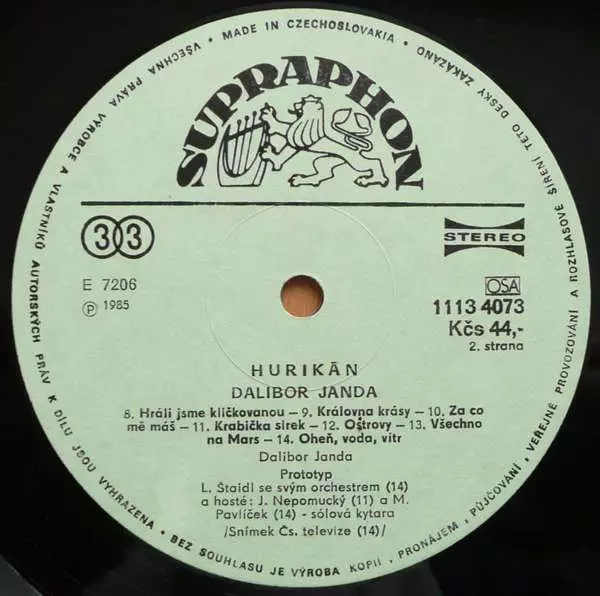 VŠECHNA PRÁVA VÝROBCE A VLASTNÍKŮ AUTORSKÝCH PRÁV K DÍLU JSOU VYHRAZENA • BEZ SOUHLASU JE VÝROBA KOPIÍ, PRONÁJEM, PŮJČOVÁNÍ, VEŘEJNÉ PROVOZOVÁNÍ A ROZHLASOVÉ ŠÍŘENÍ TÉTO DESKY ZAKÁZÁNO • MADE IN CZECHOSLOVAKIA •
SUPRAPHON
33
STEREO
E 7206
Ⓟ 1985
OSA
1113 4073
Kčs 44,-
2. strana
HURIKÁN
DALIBOR JANDA
8. Hráli jsme kličkovanou – 9. Královna krásy – 10. Za co
mě máš – 11. Krabička sirek – 12. Ostrovy – 13. Všechno
na Mars – 14. Oheň, voda, vítr
Dalibor Janda
Prototyp
L. Štaidl se svým orchestrem (14)
a hosté: J. Nepomucký (11) a M.
Pavlíček (14) - sólová kytara
/Snímek Čs. televize (14)/